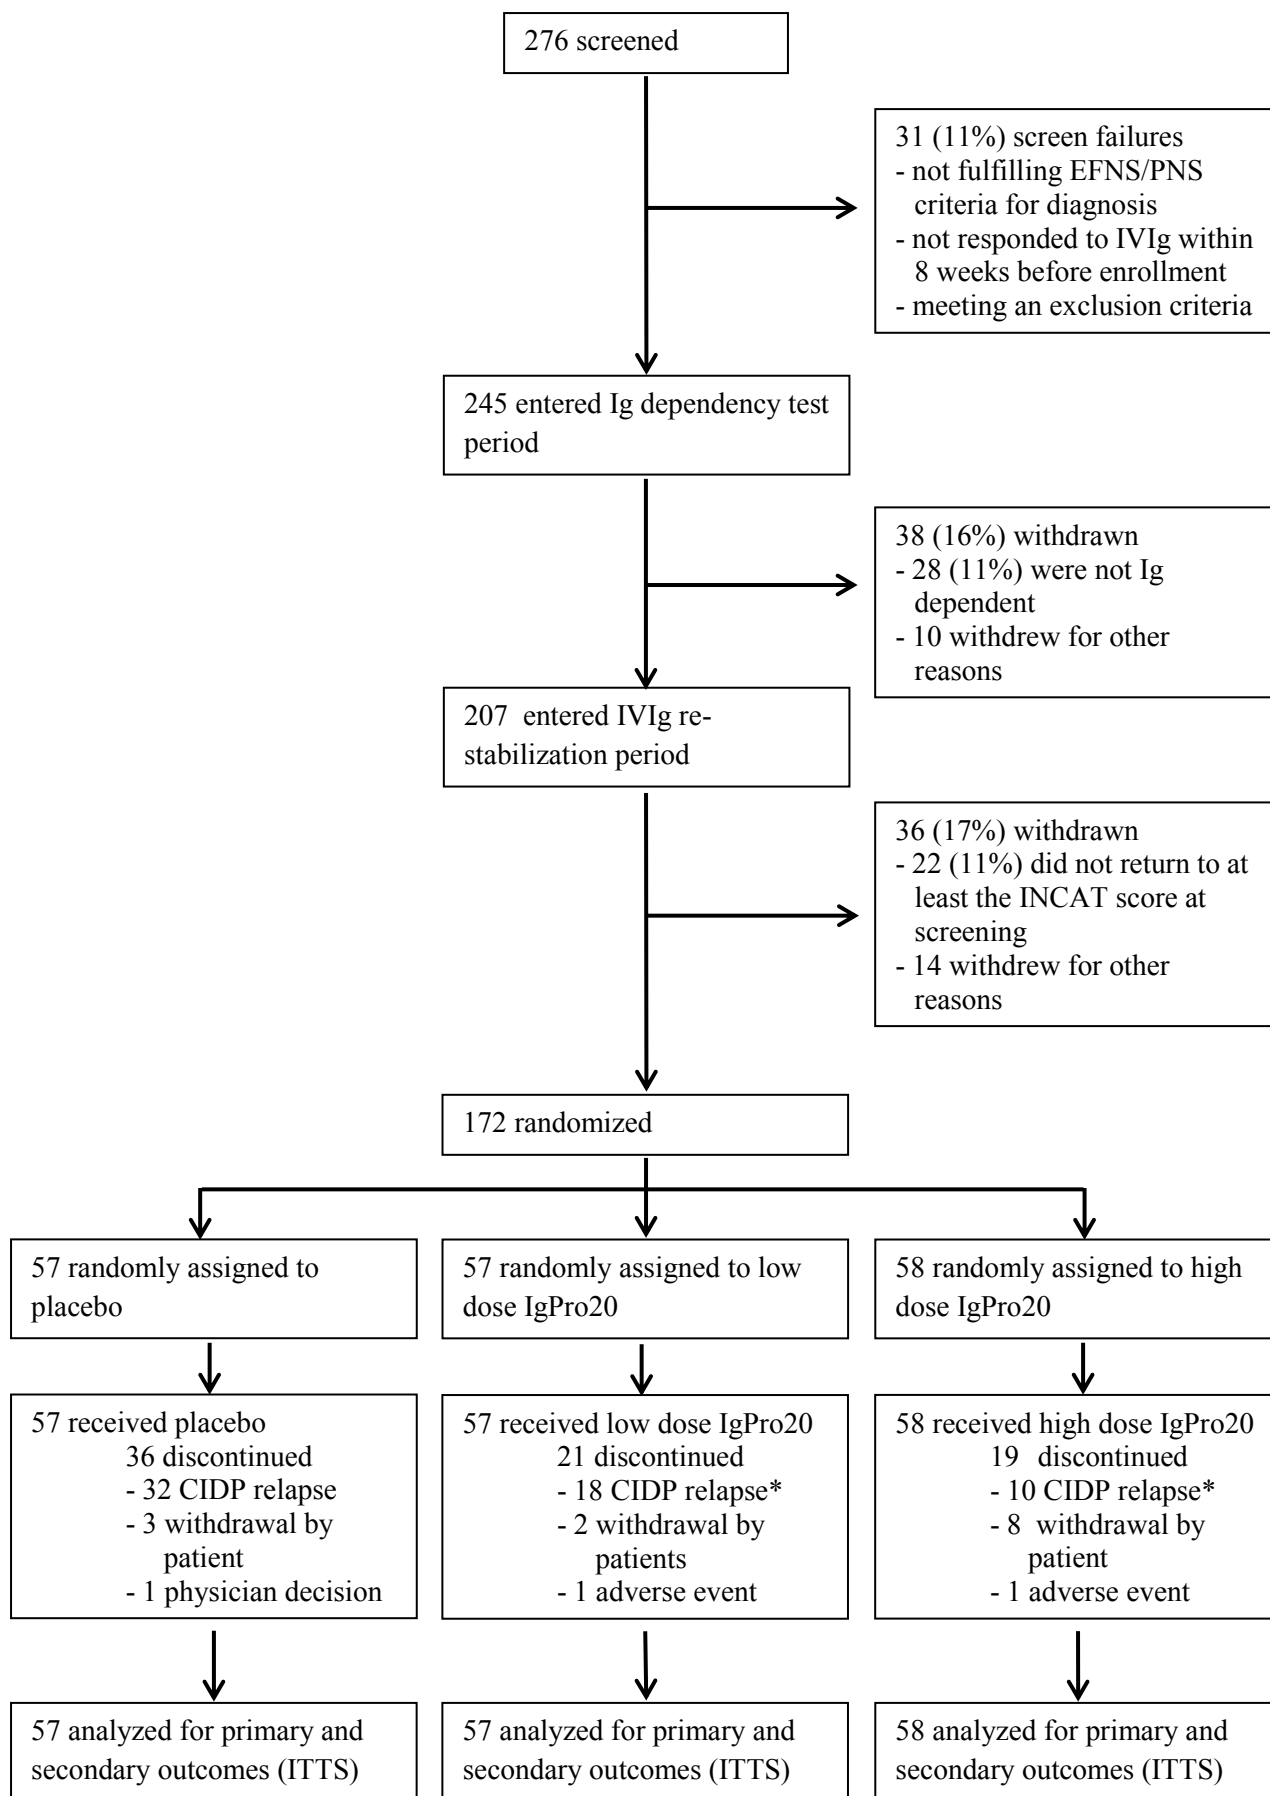 276 screened
31 (11%) screen failures
- not fulfilling EFNS/PNS
criteria for diagnosis
- not responded to IVIg within
8 weeks before enrollment
- meeting an exclusion criteria
245 entered Ig dependency test
period
38 (16%) withdrawn
- 28 (11%) were not Ig
dependent
- 10 withdrew for other
reasons
207 entered IVIg re-
stabilization period
36 (17%) withdrawn
- 22 (11%) did not return to at
least the INCAT score at
screening
- 14 withdrew for other
reasons
172 randomized
57 randomly assigned to
placebo
57 randomly assigned to low
dose IgPro20
58 randomly assigned to high
dose IgPro20
57 received placebo
36 discontinued
- 32 CIDP relapse
- 3 withdrawal by
patient
- 1 physician decision
57 received low dose IgPro20
21 discontinued
- 18 CIDP relapse*
- 2 withdrawal by
patients
- 1 adverse event
58 received high dose IgPro20
19 discontinued
- 10 CIDP relapse*
- 8 withdrawal by
patient
- 1 adverse event
57 analyzed for primary and
secondary outcomes (ITTS)
57 analyzed for primary and
secondary outcomes (ITTS)
58 analyzed for primary and
secondary outcomes (ITTS)